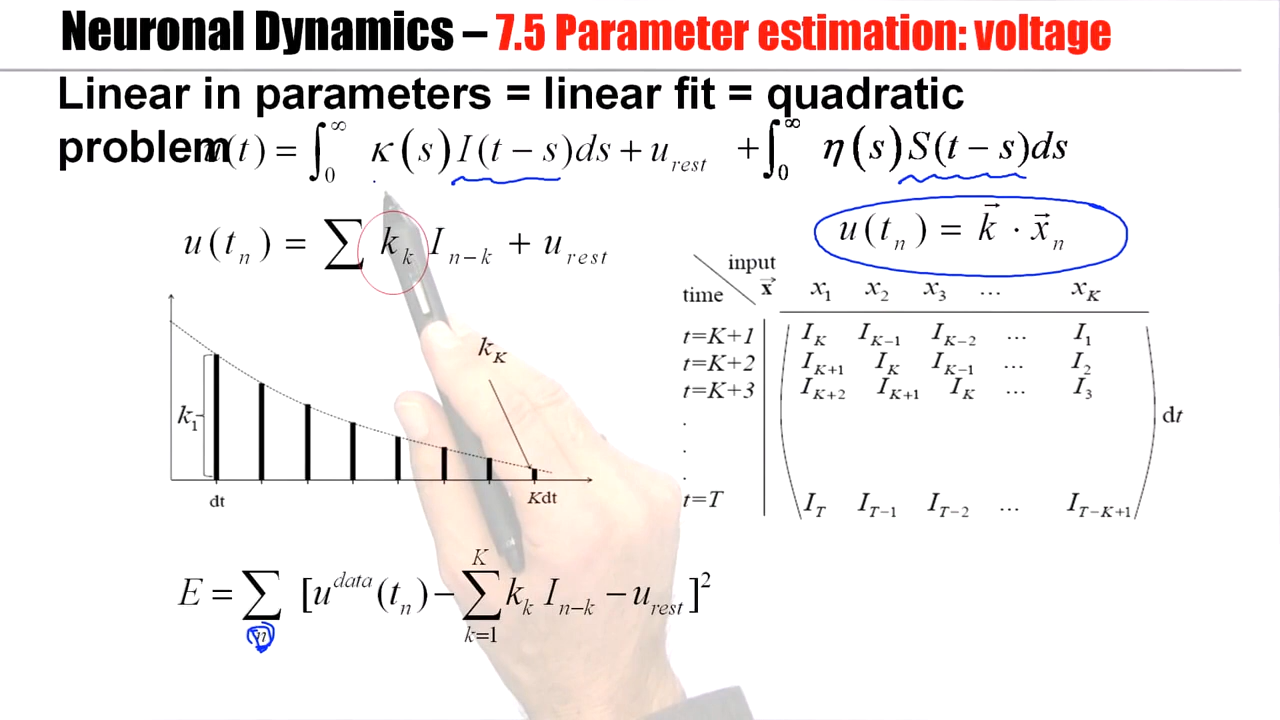 Neuronal Dynamics – 7.5 Parameter estimation: voltage
Linear in parameters = linear fit = quadratic
problem
u(t) = ∫₀^∞ κ(s)I(t − s)ds + u_rest + ∫₀^∞ η(s)S(t − s)ds
u(t_n) = ∑ k_k I_{n−k} + u_rest
u(t_n) = k⃗ · x⃗_n
input
time x⃗ x₁ x₂ x₃ ... x_K
t=K+1 I_K I_{K−1} I_{K−2} ... I₁
t=K+2 I_{K+1} I_K I_{K−1} ... I₂
t=K+3 I_{K+2} I_{K+1} I_K ... I₃
.
.
.
t=T I_T I_{T−1} I_{T−2} ... I_{T−K+1}
dt
k_K
k₁
dt Kdt
E = ∑_n [u^data(t_n) − ∑_{k=1}^K k_k I_{n−k} − u_rest]²